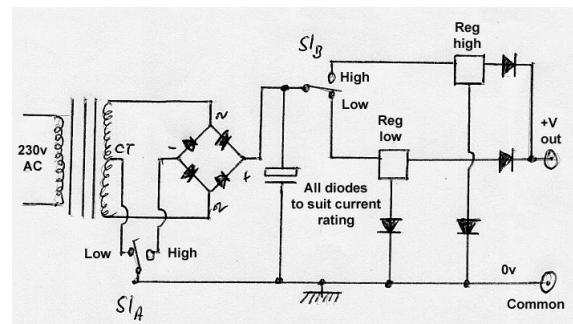 S1B
Reg
high
High
Low
Reg
low
230v
AC
CT
~
-
+
~
+V
out
All diodes
to suit current
rating
Low
High
S1A
0v
Common